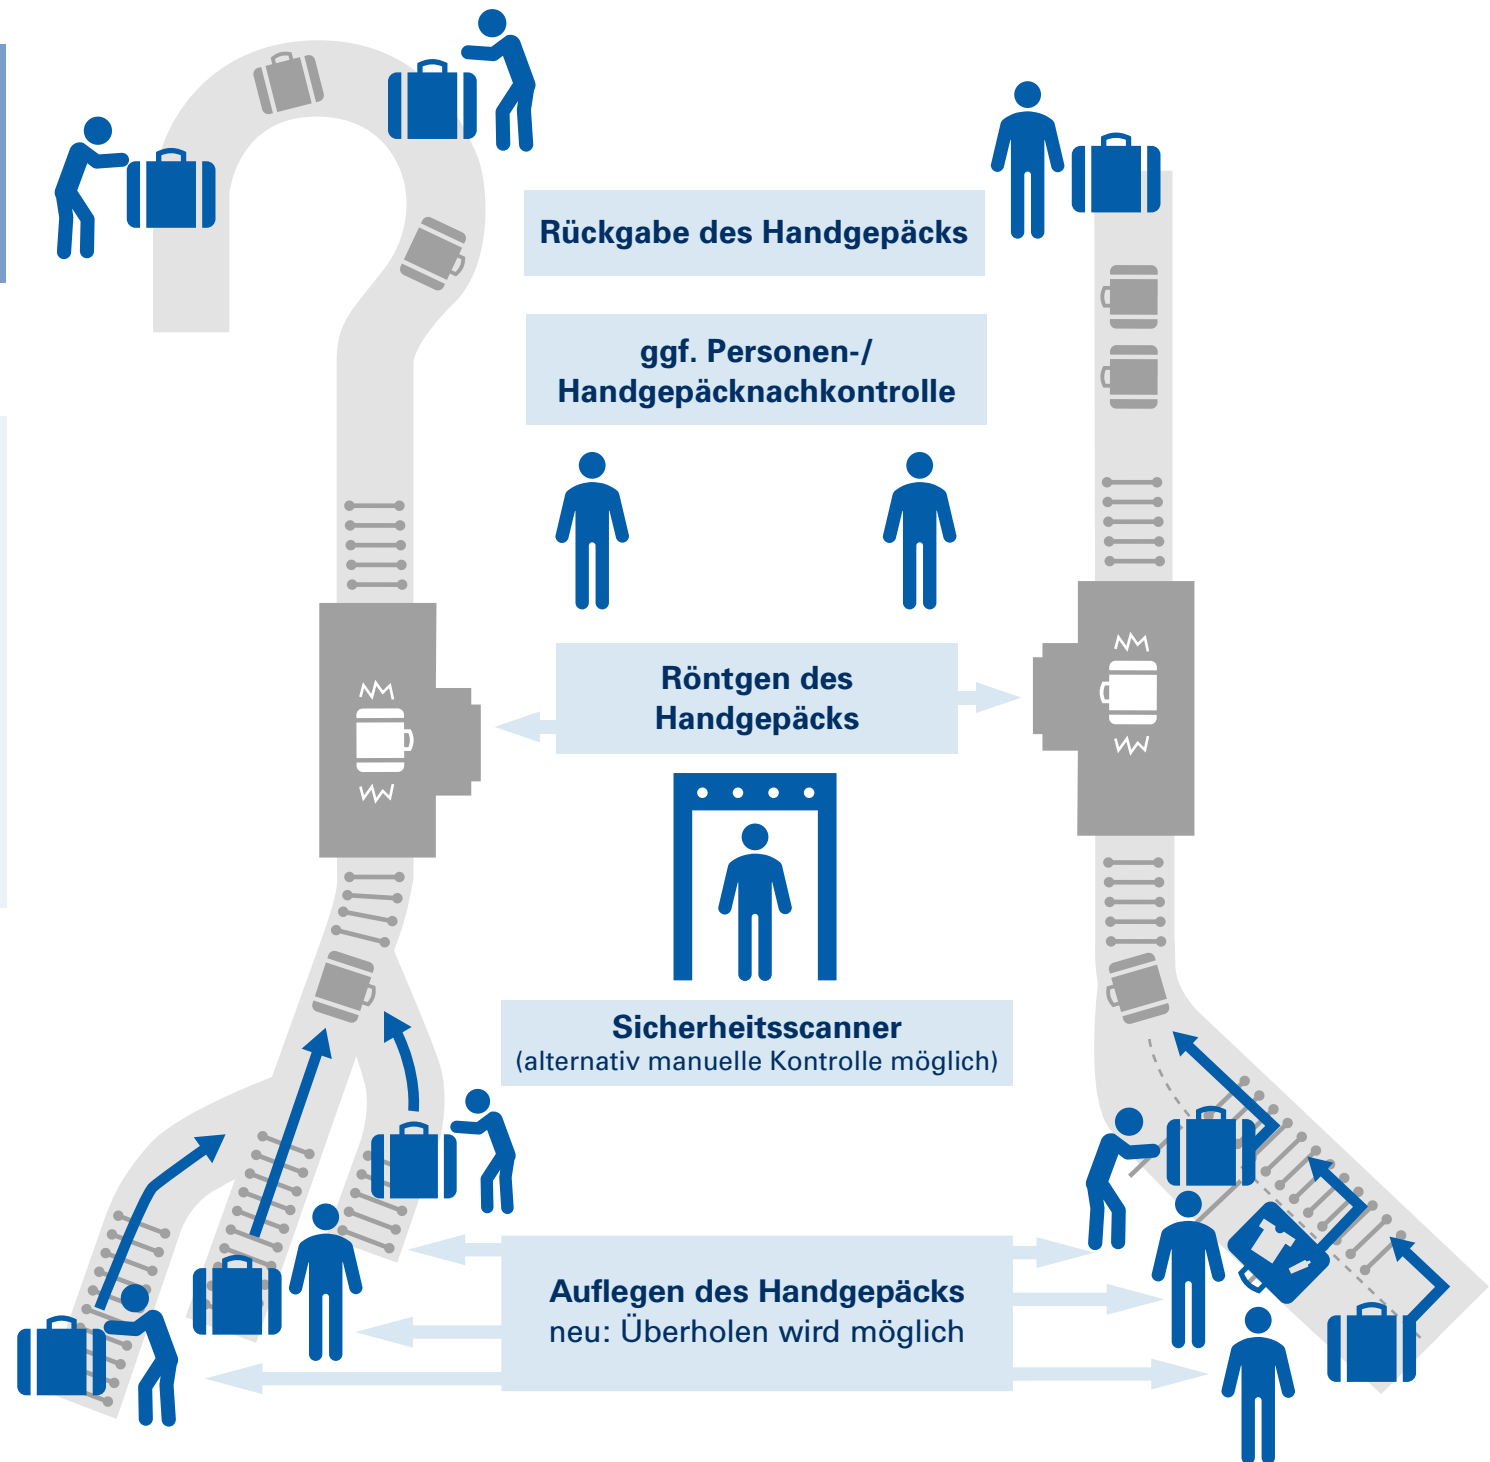 Rückgabe des Handgepäcks
ggf. Personen-/
Handgepäcknachkontrolle
Röntgen des
Handgepäcks
Sicherheitsscanner
(alternativ manuelle Kontrolle möglich)
Auflegen des Handgepäcks
neu: Überholen wird möglich